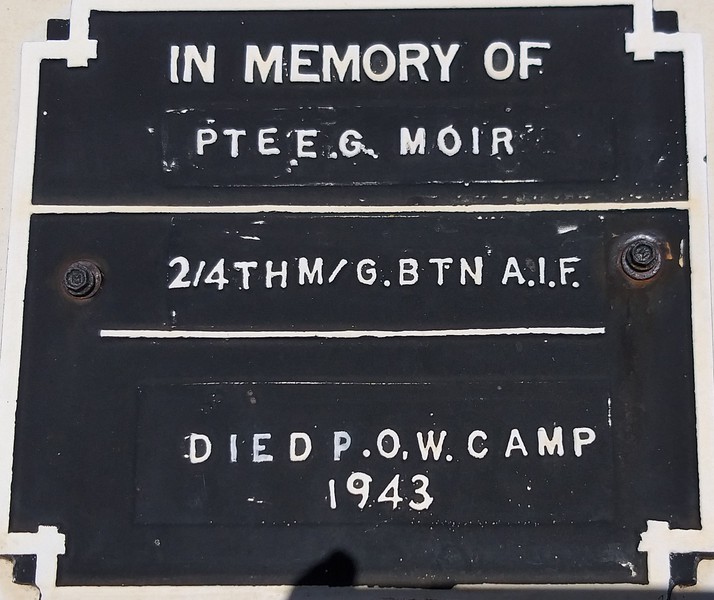 IN MEMORY OF
PTE E.G. MOIR
2/4TH M/G. BTN A.I.F.
DIED P.O.W. CAMP
1943